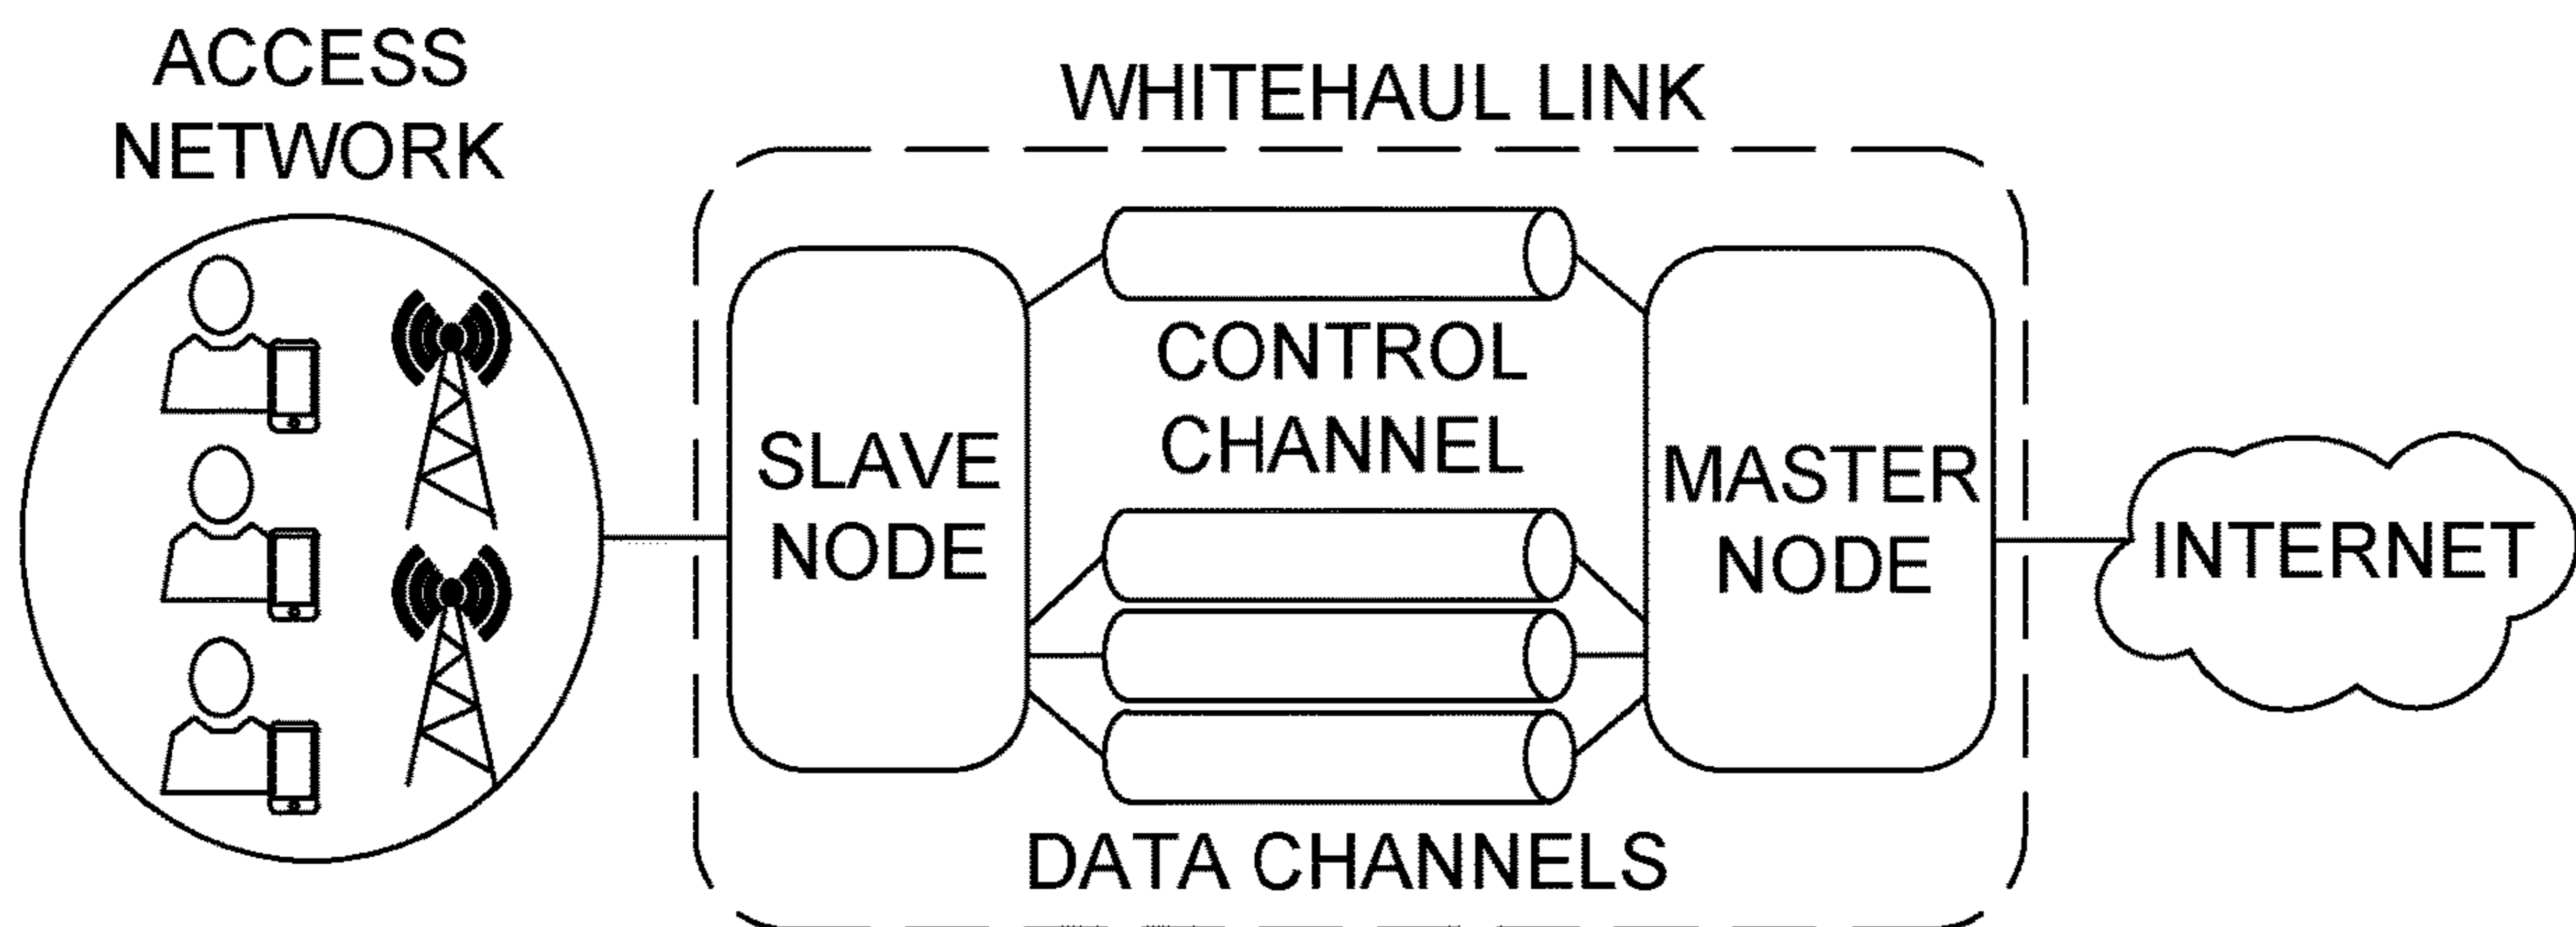 ACCESS
NETWORK
WHITEHAUL LINK
CONTROL
CHANNEL
SLAVE
NODE
MASTER
NODE
INTERNET
DATA CHANNELS